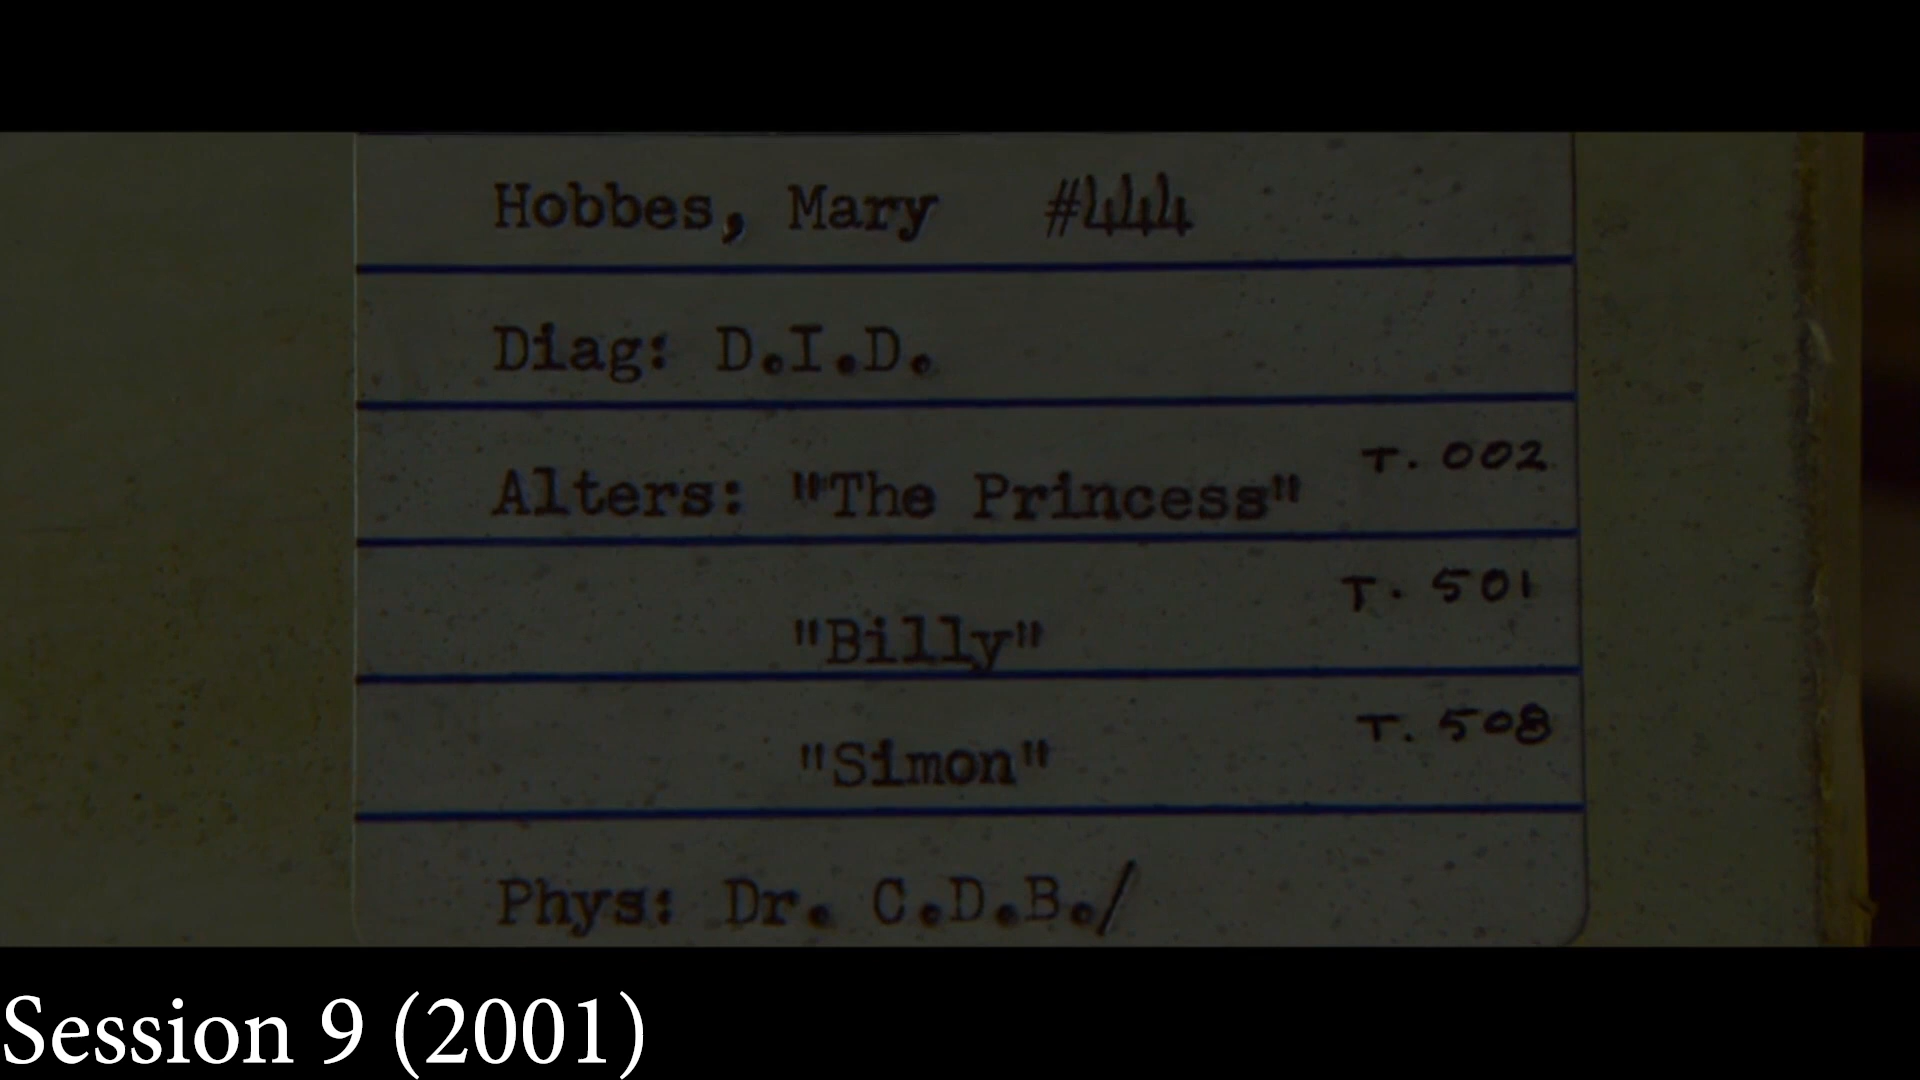 Hobbes, Mary #444
Diag: D.I.D.
Alters: "The Princess" T. 002
"Billy" T. 501
"Simon" T. 508
Phys: Dr. C.D.B./
Session 9 (2001)